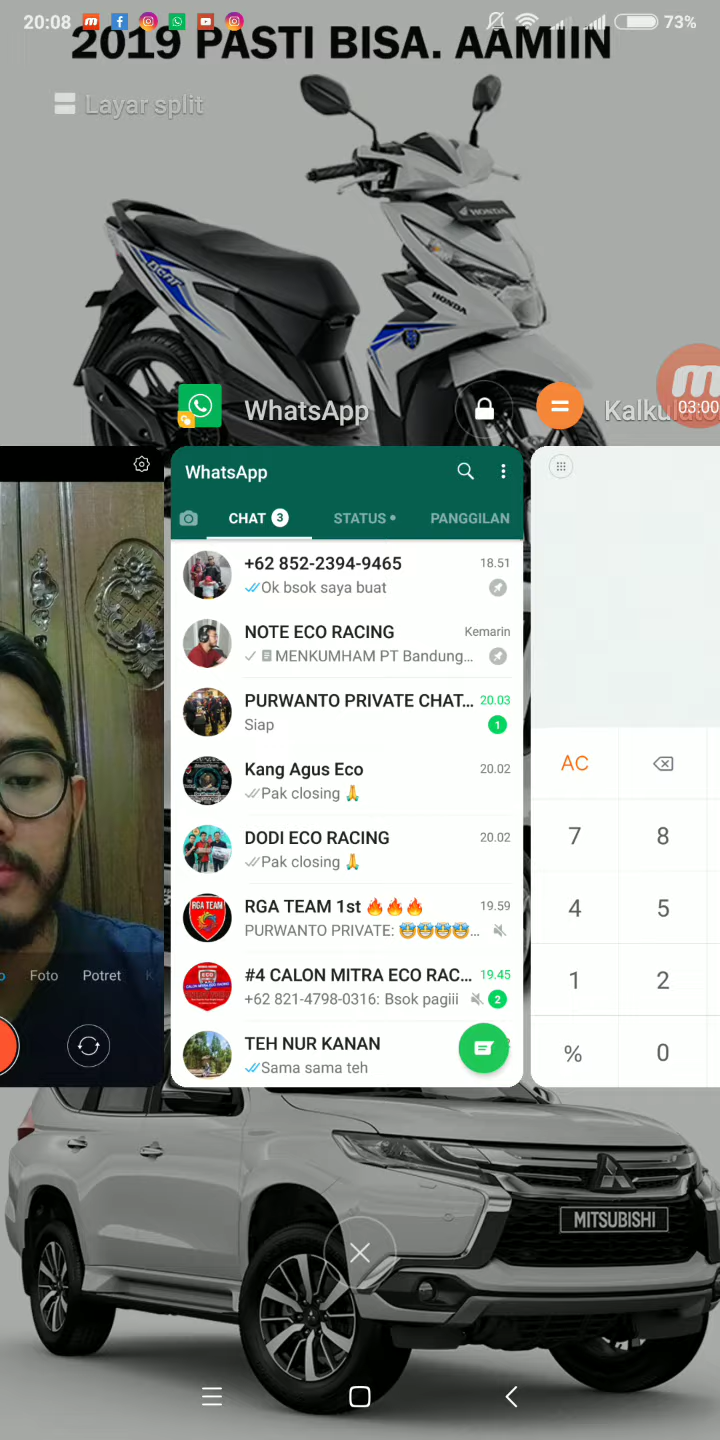 20:08
73%
2019 PASTI BISA. AAMIIN
Layar split
HONDA
BeAT
HONDA
WhatsApp
03:00
WhatsApp
CHAT 3
STATUS
PANGGILAN
+62 852-2394-9465
18.51
Ok bsok saya buat
NOTE ECO RACING
Kemarin
MENKUMHAM PT Bandung...
PURWANTO PRIVATE CHAT...
20.03
Siap
1
Kang Agus Eco
20.02
Pak closing 🙏
DODI ECO RACING
20.02
Pak closing 🙏
RGA TEAM
RGA TEAM 1st 🔥🔥🔥
19.59
PURWANTO PRIVATE: 🤠🤠🤠🤠...
#4 CALON MITRA ECO RAC...
19.45
+62 821-4798-0316: Bsok pagiii
2
TEH NUR KANAN
Sama sama teh
Foto
Potret
AC
7
8
4
5
1
2
%
0
MITSUBISHI